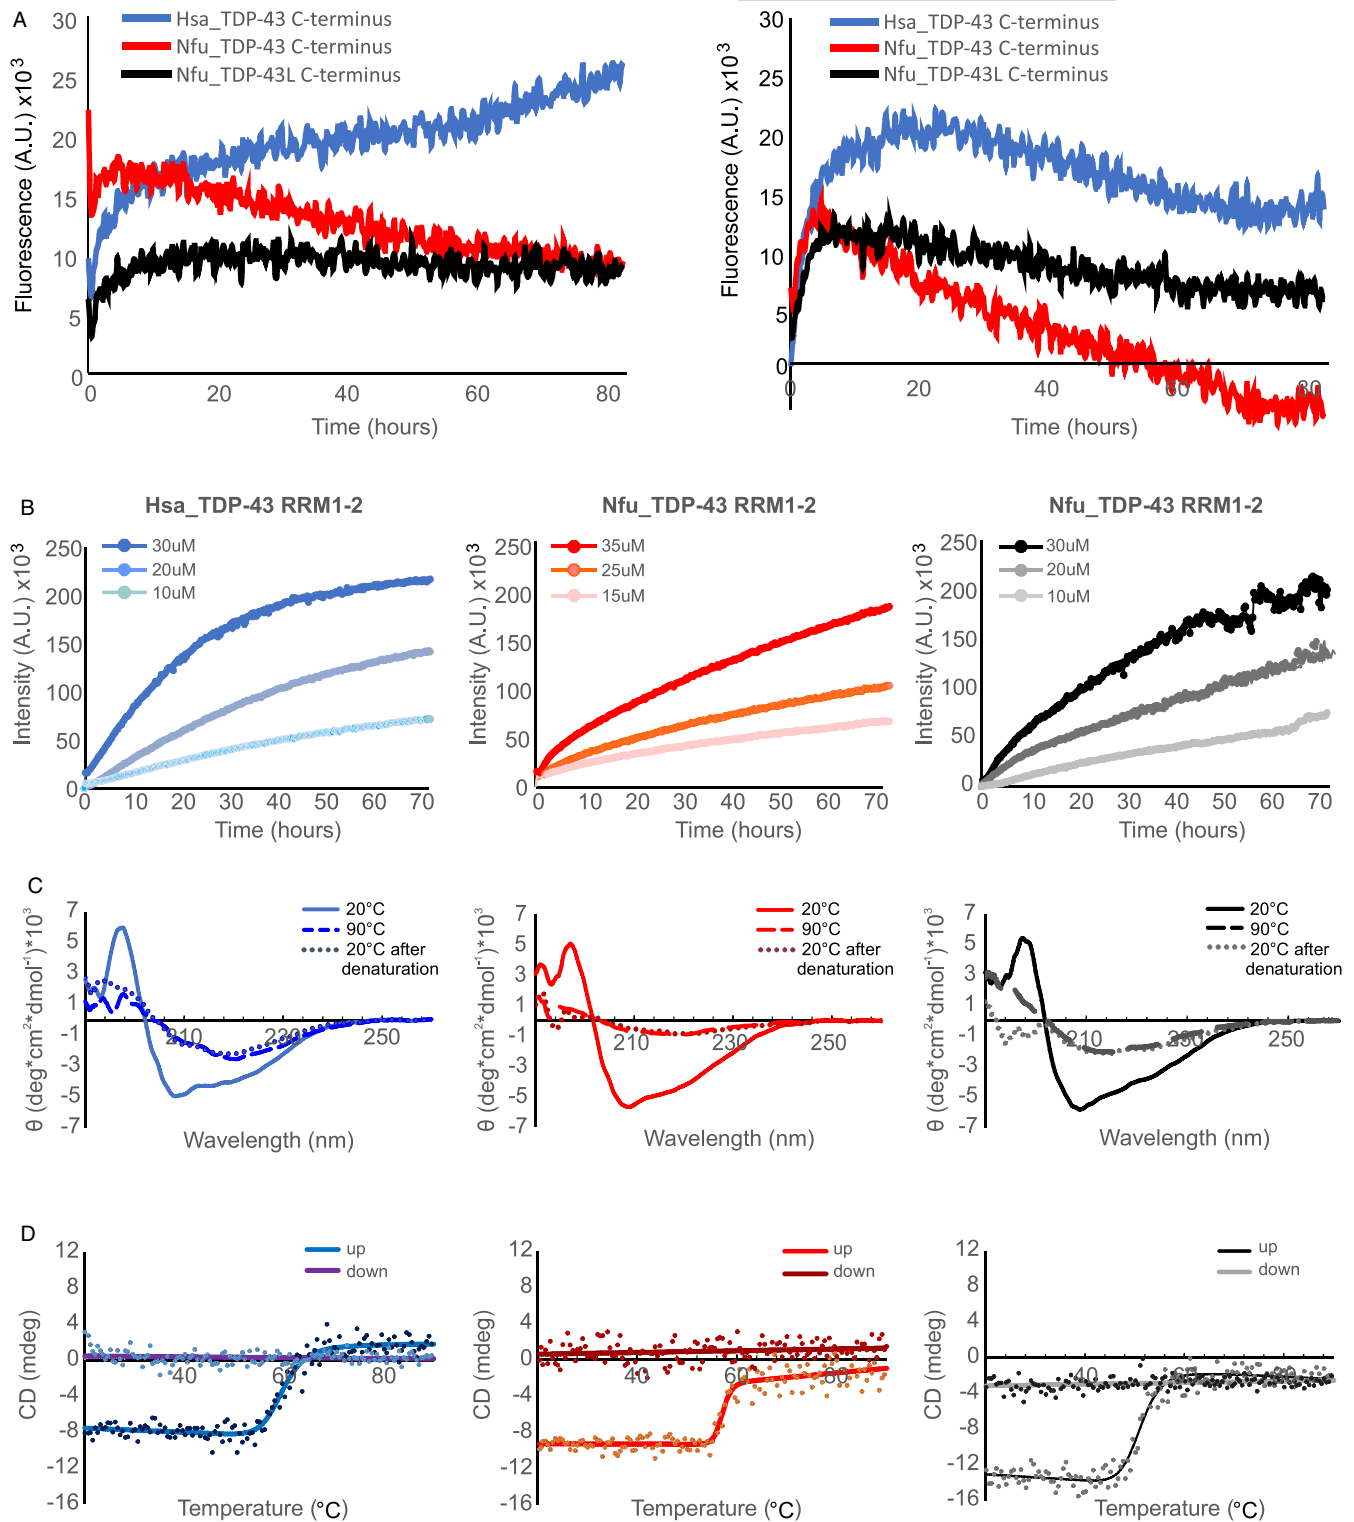 A
Fluorescence (A.U.) x10³
30
25
20
15
10
5
0
Hsa_TDP-43 C-terminus
Nfu_TDP-43 C-terminus
Nfu_TDP-43L C-terminus
0 20 40 60 80
Time (hours)
Fluorescence (A.U.) x10³
30
25
20
15
10
5
0
Hsa_TDP-43 C-terminus
Nfu_TDP-43 C-terminus
Nfu_TDP-43L C-terminus
0 20 40 60 80
Time (hours)
B
Hsa_TDP-43 RRM1-2
Intensity (A.U.) x10³
250
200
150
100
50
0
30uM
20uM
10uM
0 10 20 30 40 50 60 70
Time (hours)
Nfu_TDP-43 RRM1-2
Intensity (A.U.) x10³
250
200
150
100
50
0
35uM
25uM
15uM
0 10 20 30 40 50 60 70
Time (hours)
Nfu_TDP-43 RRM1-2
Intensity (A.U.) x10³
250
200
150
100
50
0
30uM
20uM
10uM
0 10 20 30 40 50 60 70
Time (hours)
C
θ (deg*cm²*dmol⁻¹)*10³
7
5
3
1
-1
-3
-5
-7
20°C
90°C
20°C after
denaturation
210 230 250
Wavelength (nm)
θ (deg*cm²*dmol⁻¹)*10³
7
5
3
1
-1
-3
-5
-7
20°C
90°C
20°C after
denaturation
210 230 250
Wavelength (nm)
θ (deg*cm²*dmol⁻¹)*10³
7
5
3
1
-1
-3
-5
-7
20°C
90°C
20°C after
denaturation
210 230 250
Wavelength (nm)
D
CD (mdeg)
12
8
4
0
-4
-8
-12
-16
up
down
40 60 80
Temperature (°C)
CD (mdeg)
12
8
4
0
-4
-8
-12
-16
up
down
40 60 80
Temperature (°C)
CD (mdeg)
12
8
4
0
-4
-8
-12
-16
up
down
40 60 80
Temperature (°C)